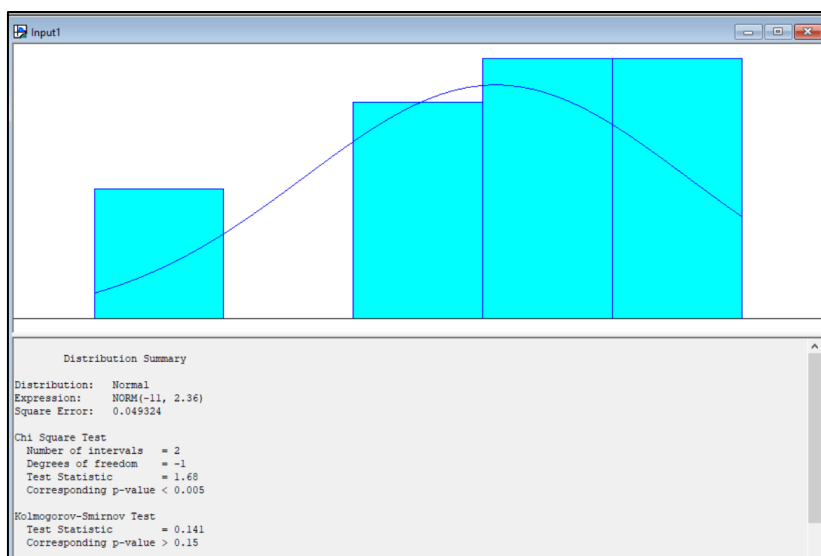 Input1
Distribution Summary
Distribution: Normal
Expression: NORM(-11, 2.36)
Square Error: 0.049324
Chi Square Test
Number of intervals = 2
Degrees of freedom = -1
Test Statistic = 1.68
Corresponding p-value < 0.005
Kolmogorov-Smirnov Test
Test Statistic = 0.141
Corresponding p-value > 0.15